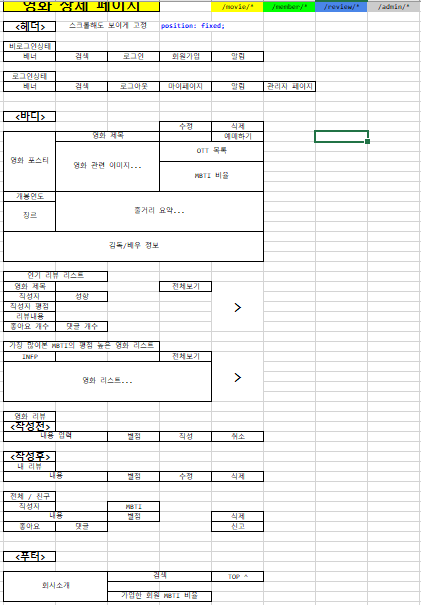 영화 상세 페이지 /movie/* /member/* /review/* /admin/*
<헤더> 스크롤해도 보이게 고정 position: fixed;
비로그인상태
배너 검색 로그인 회원가입 알림
로그인상태
배너 검색 로그아웃 마이페이지 알림 관리자 페이지
<바디>
수정 삭제
영화 제목 예매하기
영화 포스터 영화 관련 이미지... OTT 목록
MBTI 비율
개봉연도
장르 줄거리 요약...
감독/배우 정보
인기 리뷰 리스트
영화 제목 전체보기
작성자 성향
작성자 평점 >
리뷰내용
좋아요 개수 댓글 개수
가장 많이본 MBTI의 평점 높은 영화 리스트
INFP 전체보기
영화 리스트... >
영화 리뷰
<작성전>
내용 입력 별점 작성 취소
<작성후>
내 리뷰
내용 별점 수정 삭제
전체 / 친구
작성자 MBTI
내용 별점 삭제
좋아요 댓글 신고
<푸터>
회사소개 검색 TOP ^
가입한 회원 MBTI 비율